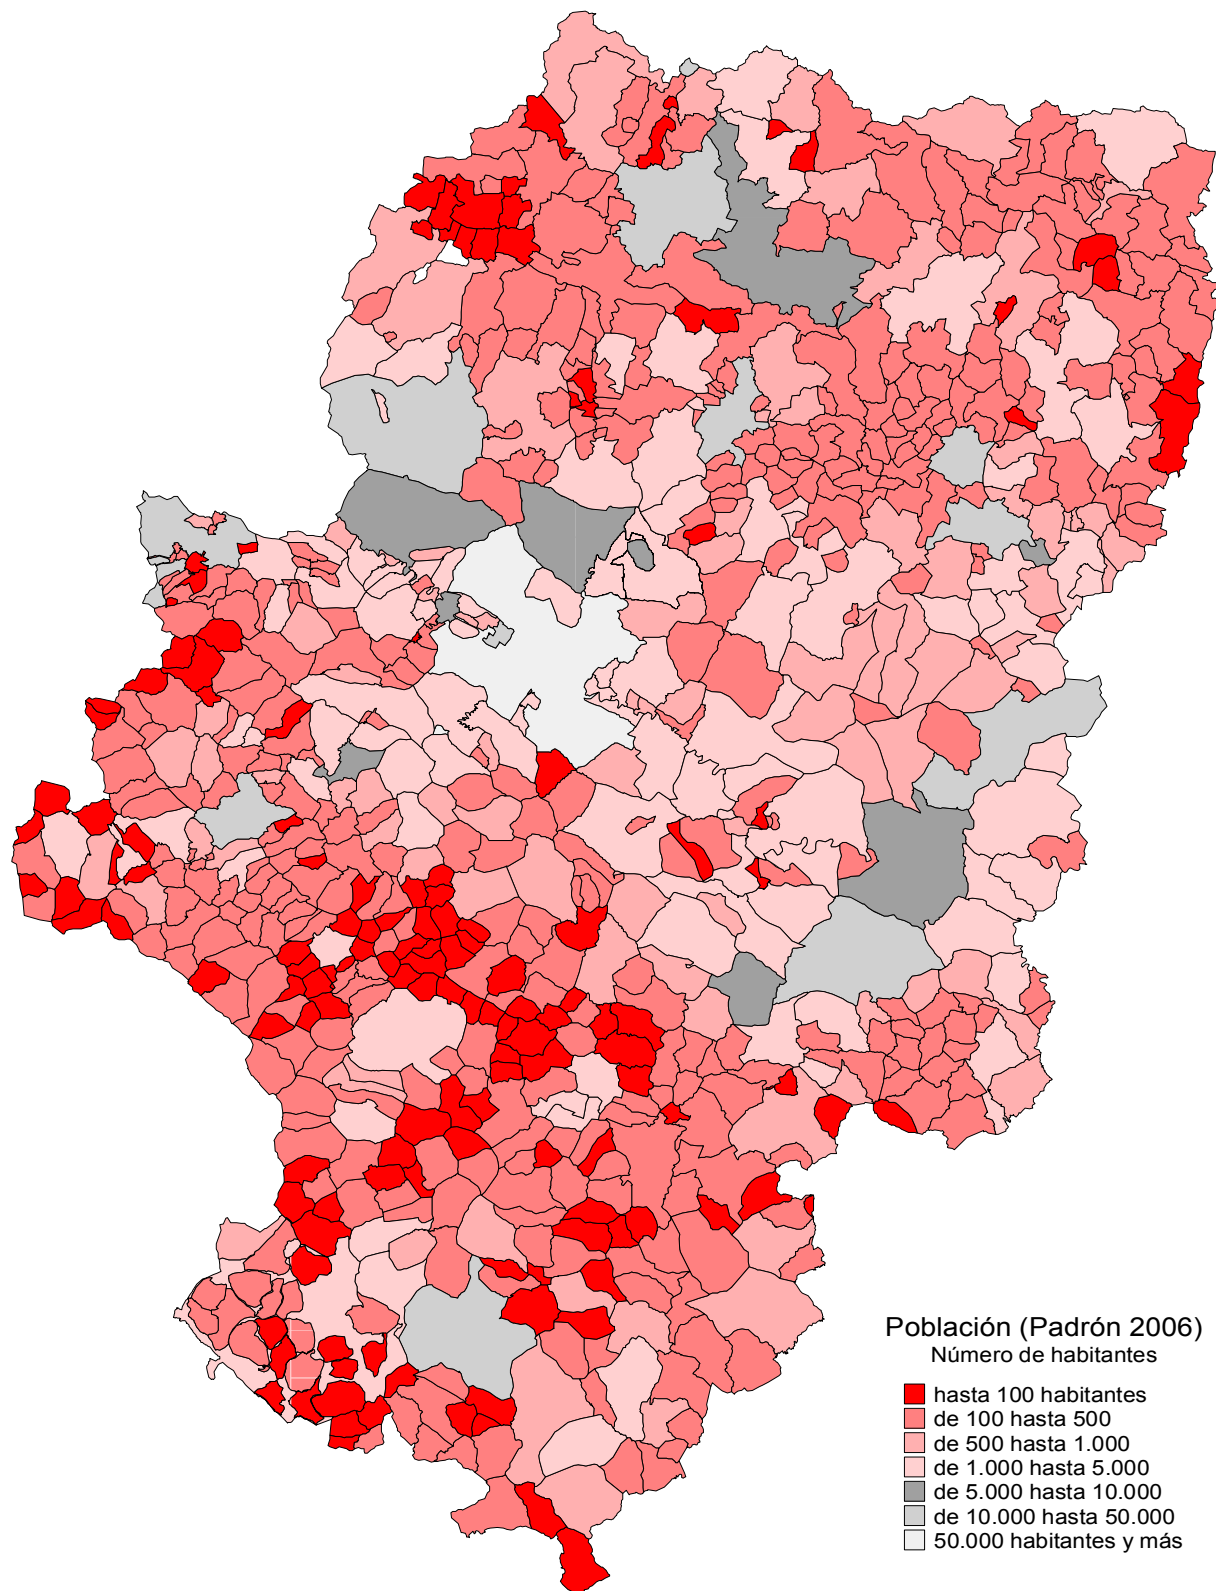 Población (Padrón 2006)
Número de habitantes
hasta 100 habitantes
de 100 hasta 500
de 500 hasta 1.000
de 1.000 hasta 5.000
de 5.000 hasta 10.000
de 10.000 hasta 50.000
50.000 habitantes y más